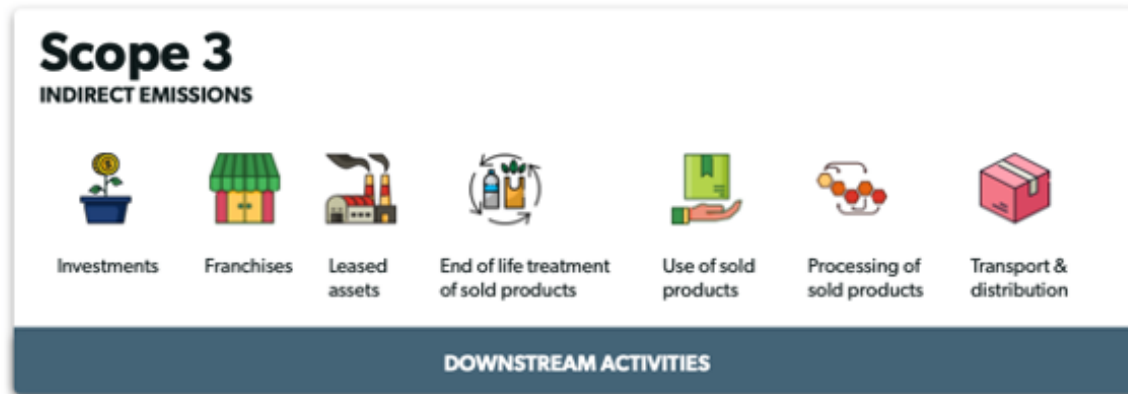 Scope 3
INDIRECT EMISSIONS
Investments
Franchises
Leased
assets
End of life treatment
of sold products
Use of sold
products
Processing of
sold products
Transport &
distribution
DOWNSTREAM ACTIVITIES